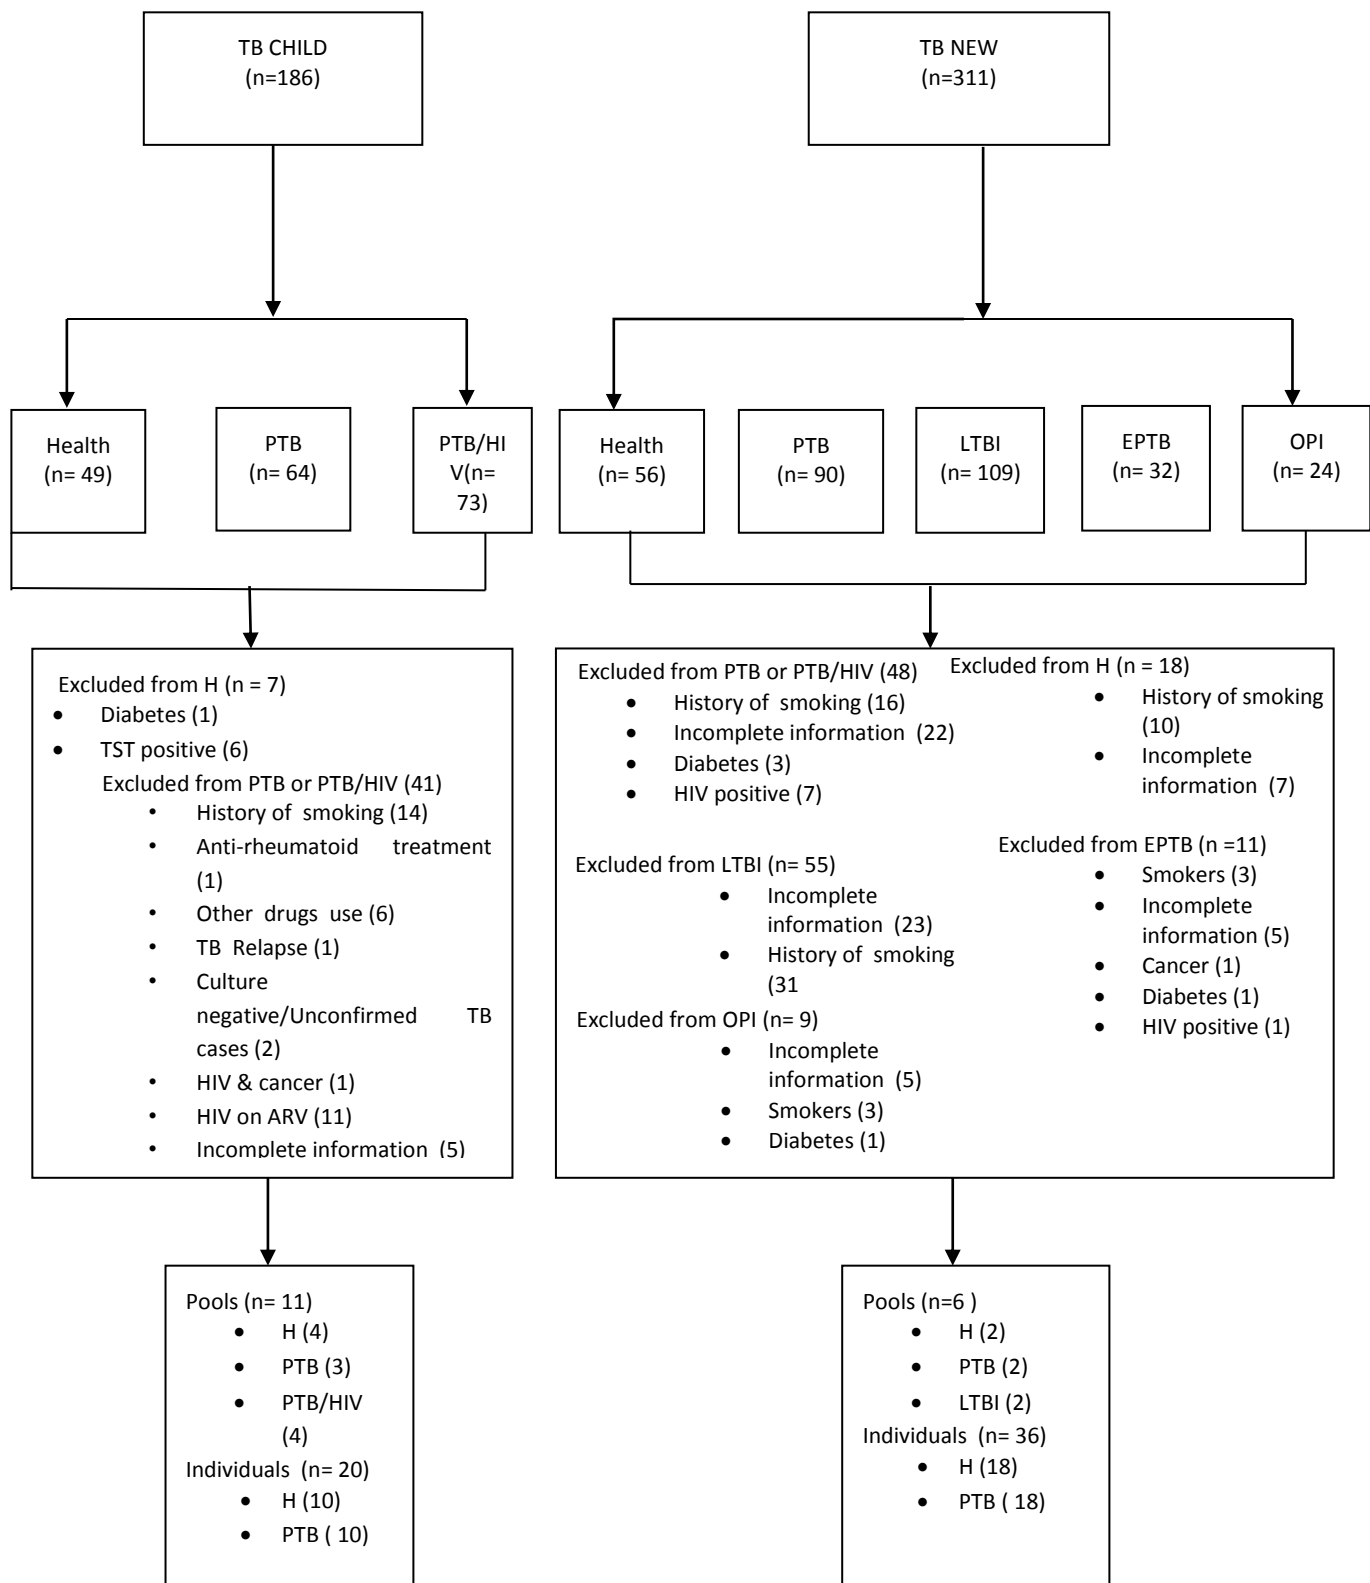 TB CHILD
(n=186)
TB NEW
(n=311)
Health
(n= 49)
PTB
(n= 64)
PTB/HI
V(n=
73)
Health
(n= 56)
PTB
(n= 90)
LTBI
(n= 109)
EPTB
(n= 32)
OPI
(n= 24)
Excluded from H (n = 7)
• Diabetes (1)
• TST positive (6)
Excluded from PTB or PTB/HIV (41)
• History of smoking (14)
• Anti-rheumatoid treatment
(1)
• Other drugs use (6)
• TB Relapse (1)
• Culture
negative/Unconfirmed TB
cases (2)
• HIV & cancer (1)
• HIV on ARV (11)
• Incomplete information (5)
Excluded from PTB or PTB/HIV (48)
• History of smoking (16)
• Incomplete information (22)
• Diabetes (3)
• HIV positive (7)
Excluded from LTBI (n= 55)
• Incomplete
information (23)
• History of smoking
(31
Excluded from OPI (n= 9)
• Incomplete
information (5)
• Smokers (3)
• Diabetes (1)
Excluded from H (n = 18)
• History of smoking
(10)
• Incomplete
information (7)
Excluded from EPTB (n =11)
• Smokers (3)
• Incomplete
information (5)
• Cancer (1)
• Diabetes (1)
• HIV positive (1)
Pools (n= 11)
• H (4)
• PTB (3)
• PTB/HIV
(4)
Individuals (n= 20)
• H (10)
• PTB ( 10)
Pools (n=6 )
• H (2)
• PTB (2)
• LTBI (2)
Individuals (n= 36)
• H (18)
• PTB ( 18)